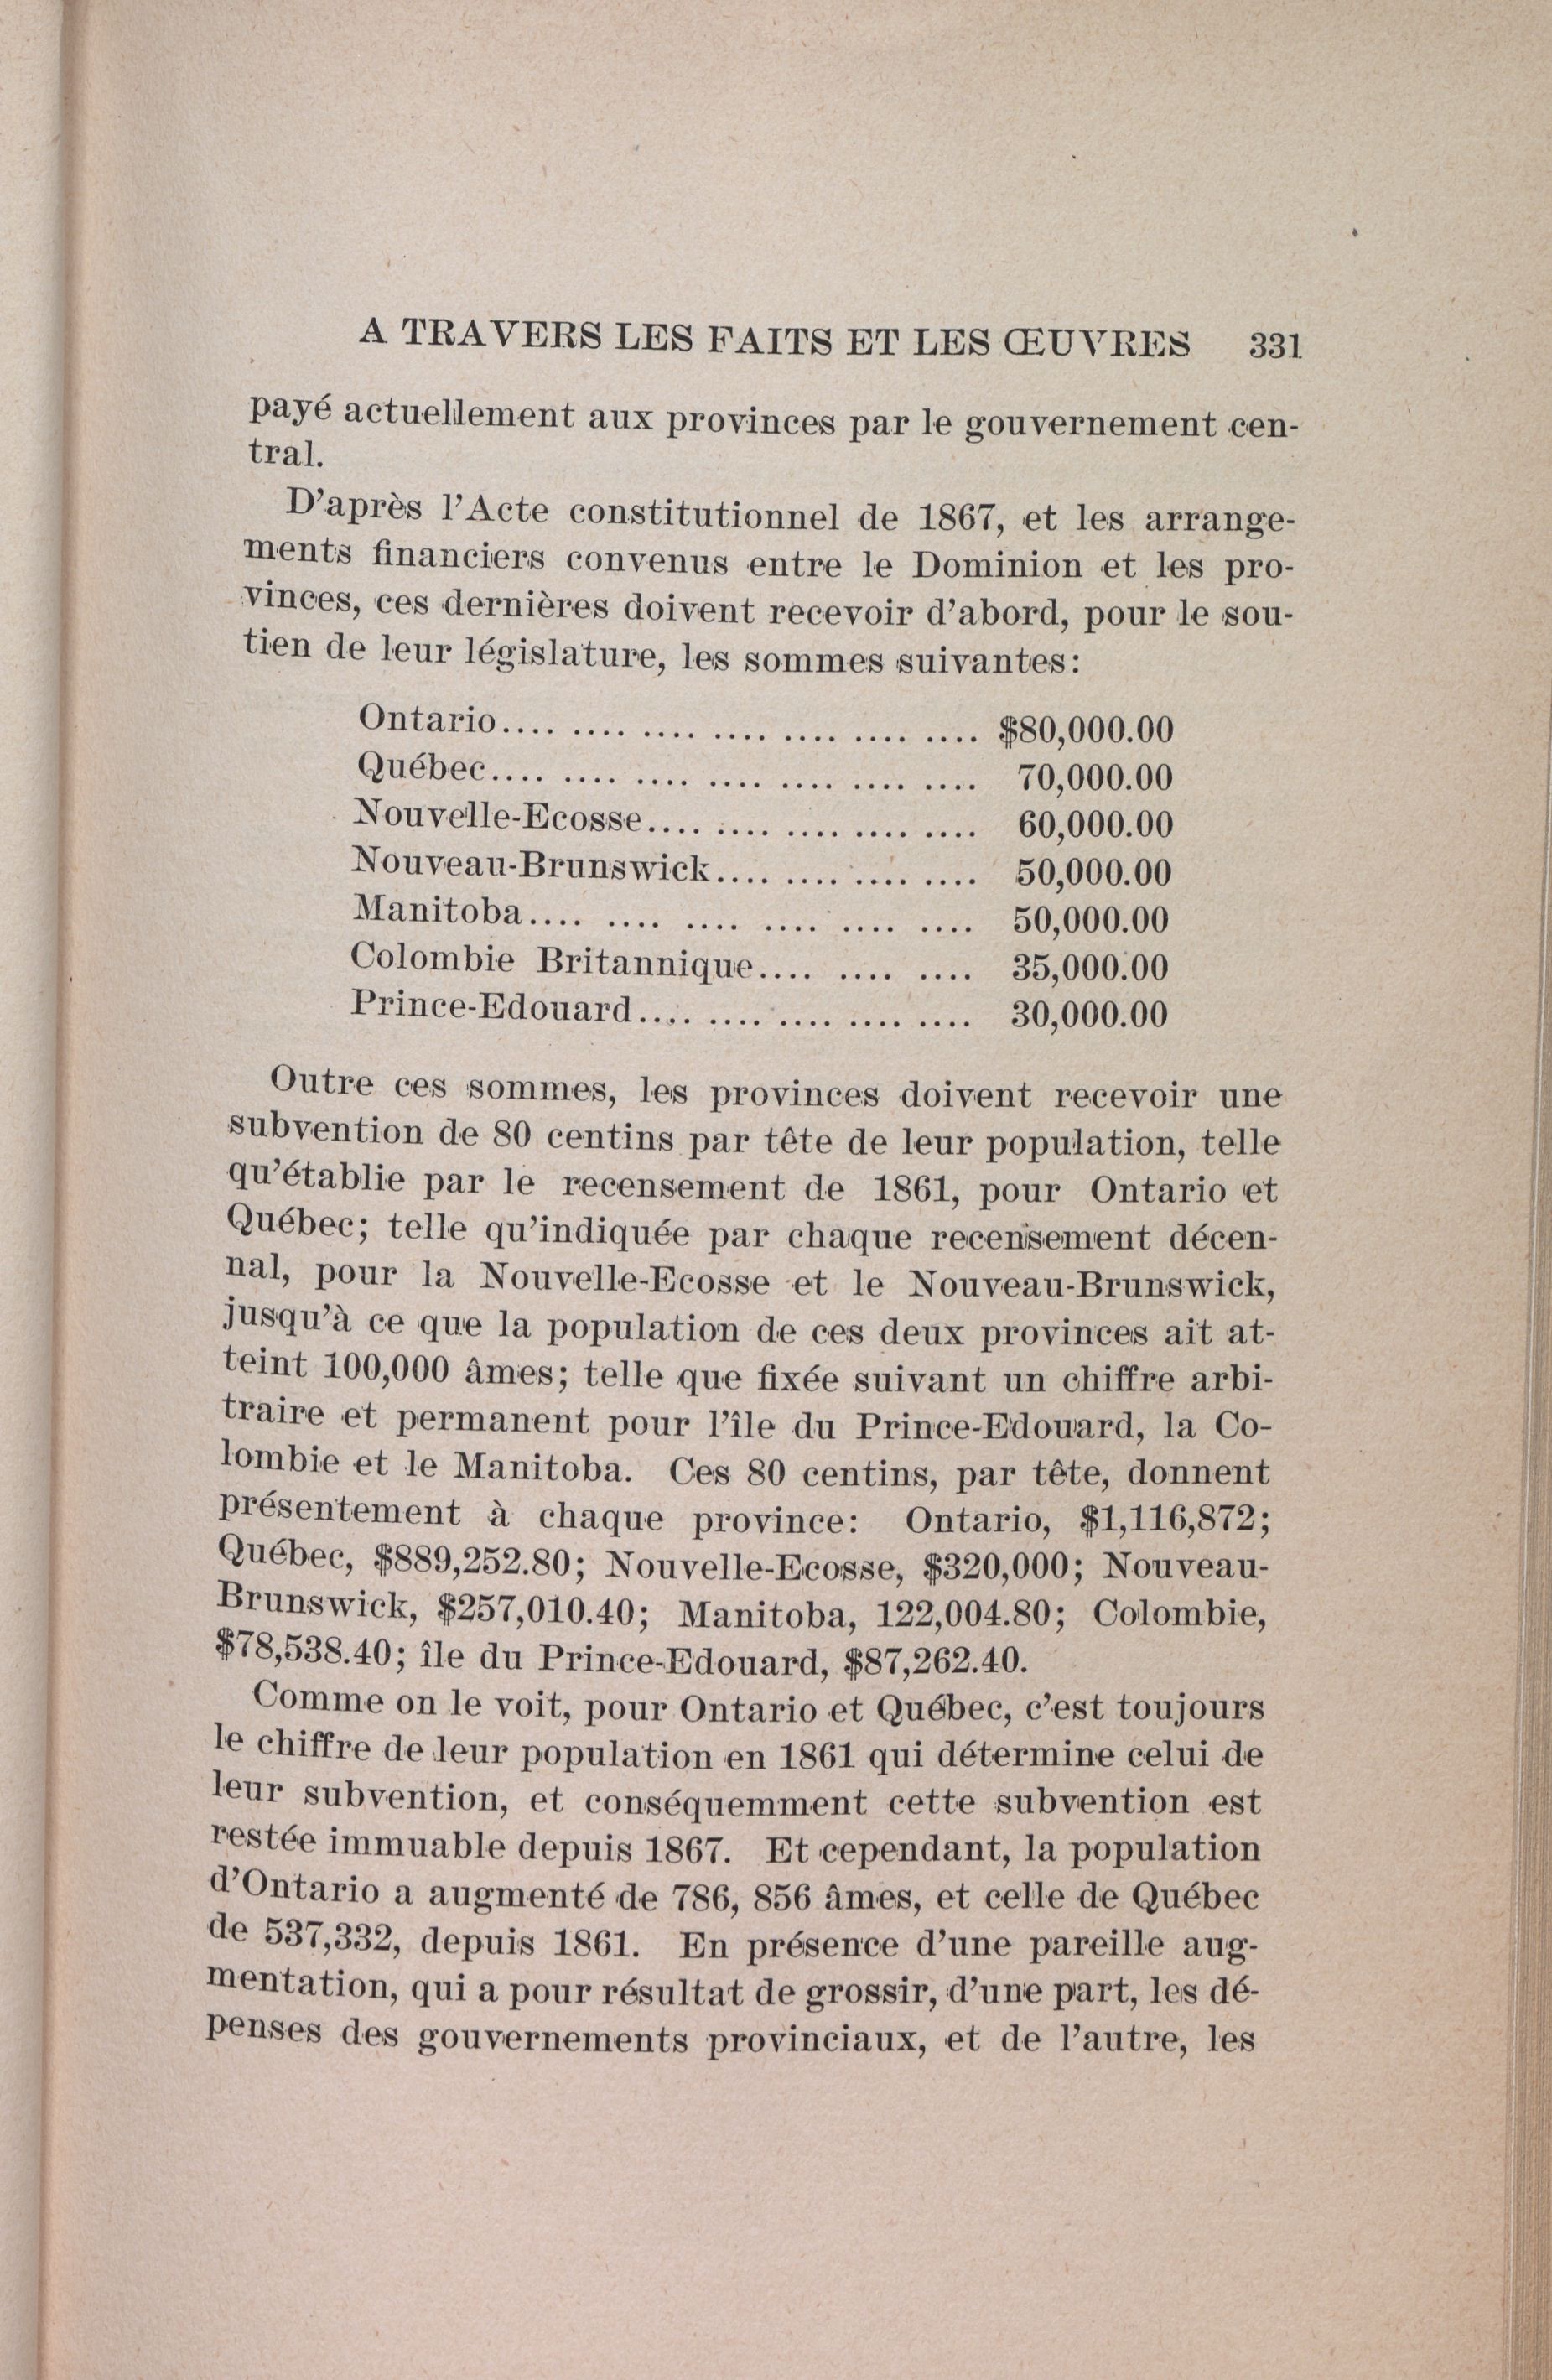 A TRAVERS LES FAITS ET LES ŒUVRES 331
payé actuellement aux provinces par le gouvernement cen-
tral.
D'après l'Acte constitutionnel de 1867, et les arrange-
ments financiers convenus entre le Dominion et les pro-
vinces, ces dernières doivent recevoir d'abord, pour le sou-
tien de leur législature, les sommes suivantes:
Ontario.... .... .... .... .... .... .... $80,000.00
Québec.... .... .... .... .... .... .... 70,000.00
Nouvelle-Ecosse.... .... .... .... .... 60,000.00
Nouveau-Brunswick.... .... .... .... 50,000.00
Manitoba.... .... .... .... .... .... 50,000.00
Colombie Britannique.... .... .... 35,000.00
Prince-Edouard.... .... .... .... .... 30,000.00
Outre ces sommes, les provinces doivent recevoir une
subvention de 80 centins par tête de leur population, telle
qu'établie par le recensement de 1861, pour Ontario et
Québec; telle qu'indiquée par chaque recensement décen-
nal, pour la Nouvelle-Ecosse et le Nouveau-Brunswick,
jusqu'à ce que la population de ces deux provinces ait at-
teint 100,000 âmes; telle que fixée suivant un chiffre arbi-
traire et permanent pour l'île du Prince-Edouard, la Co-
lombie et le Manitoba. Ces 80 centins, par tête, donnent
présentement à chaque province: Ontario, $1,116,872;
Québec, $889,252.80; Nouvelle-Ecosse, $320,000; Nouveau-
Brunswick, $257,010.40; Manitoba, 122,004.80; Colombie,
$78,538.40; île du Prince-Edouard, $87,262.40.
Comme on le voit, pour Ontario et Québec, c'est toujours
le chiffre de leur population en 1861 qui détermine celui de
leur subvention, et conséquemment cette subvention est
restée immuable depuis 1867. Et cependant, la population
d'Ontario a augmenté de 786, 856 âmes, et celle de Québec
de 537,332, depuis 1861. En présence d'une pareille aug-
mentation, qui a pour résultat de grossir, d'une part, les dé-
penses des gouvernements provinciaux, et de l'autre, les